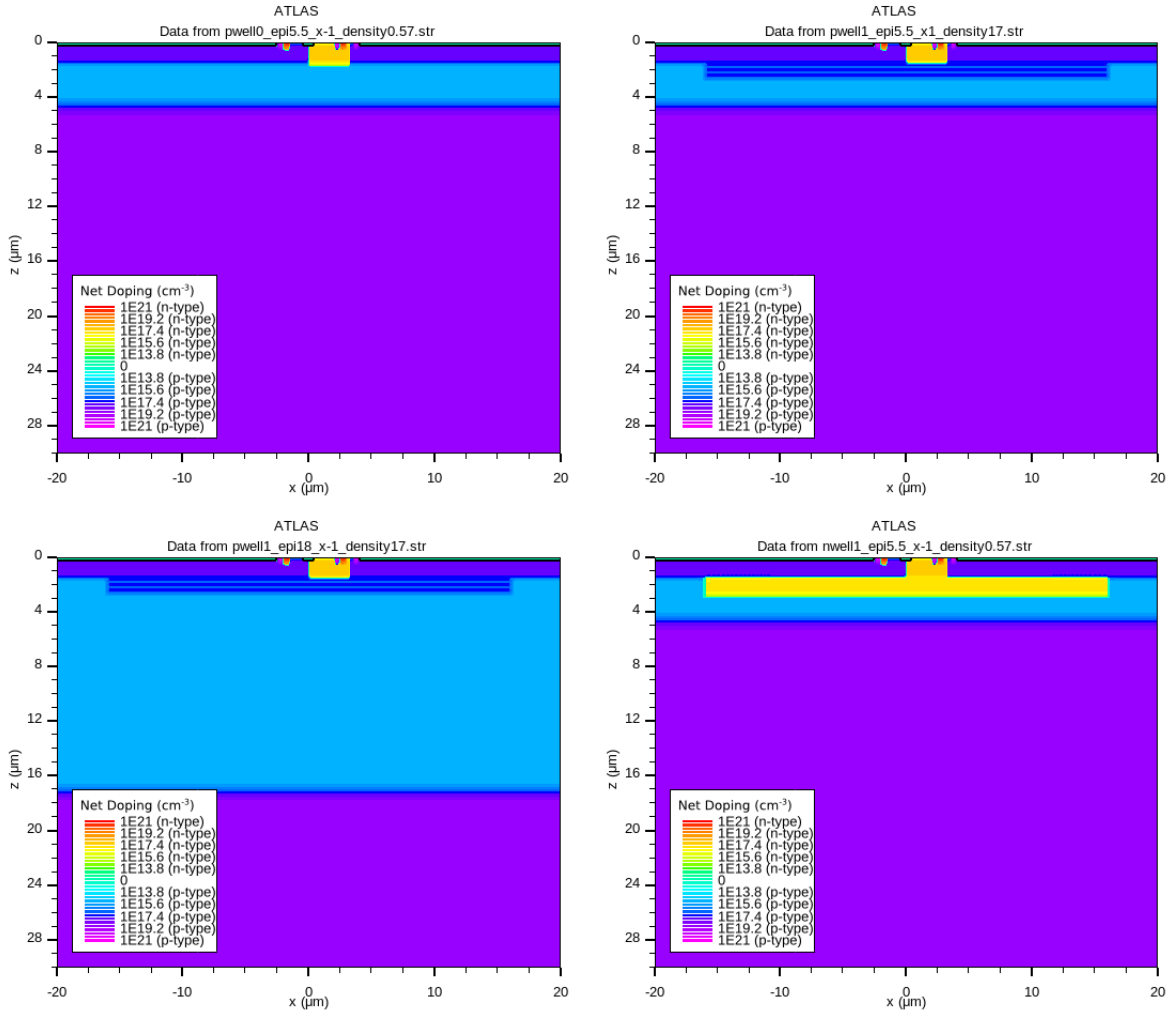 ATLAS
Data from pwell0_epi5.5_x-1_density0.57.str
0
4
8
12
16
20
24
28
z (µm)
Net Doping (cm-3)
1E21 (n-type)
1E19.2 (n-type)
1E17.4 (n-type)
1E15.6 (n-type)
1E13.8 (n-type)
0
1E13.8 (p-type)
1E15.6 (p-type)
1E17.4 (p-type)
1E19.2 (p-type)
1E21 (p-type)
-20 -10 0 10 20
x (µm)
ATLAS
Data from pwell1_epi5.5_x1_density17.str
0
4
8
12
16
20
24
28
z (µm)
Net Doping (cm-3)
1E21 (n-type)
1E19.2 (n-type)
1E17.4 (n-type)
1E15.6 (n-type)
1E13.8 (n-type)
0
1E13.8 (p-type)
1E15.6 (p-type)
1E17.4 (p-type)
1E19.2 (p-type)
1E21 (p-type)
-20 -10 0 10 20
x (µm)
ATLAS
Data from pwell1_epi18_x-1_density17.str
0
4
8
12
16
20
24
28
z (µm)
Net Doping (cm-3)
1E21 (n-type)
1E19.2 (n-type)
1E17.4 (n-type)
1E15.6 (n-type)
1E13.8 (n-type)
0
1E13.8 (p-type)
1E15.6 (p-type)
1E17.4 (p-type)
1E19.2 (p-type)
1E21 (p-type)
-20 -10 0 10 20
x (µm)
ATLAS
Data from nwell1_epi5.5_x-1_density0.57.str
0
4
8
12
16
20
24
28
z (µm)
Net Doping (cm-3)
1E21 (n-type)
1E19.2 (n-type)
1E17.4 (n-type)
1E15.6 (n-type)
1E13.8 (n-type)
0
1E13.8 (p-type)
1E15.6 (p-type)
1E17.4 (p-type)
1E19.2 (p-type)
1E21 (p-type)
-20 -10 0 10 20
x (µm)